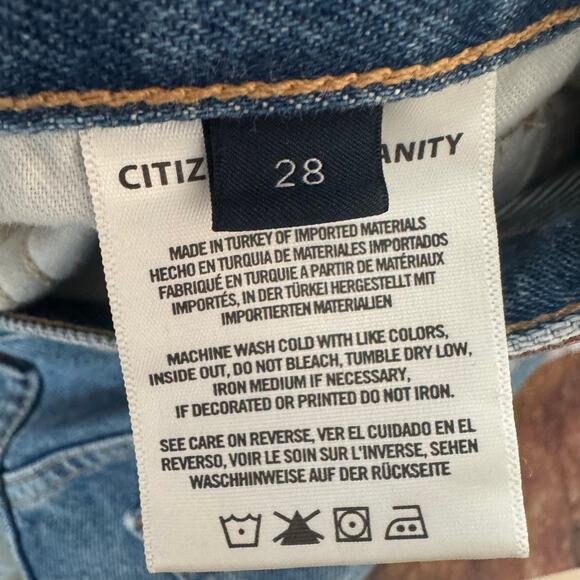 CITIZ ANITY
28
MADE IN TURKEY OF IMPORTED MATERIALS
HECHO EN TURQUIA DE MATERIALES IMPORTADOS
FABRIQUÉ EN TURQUIE A PARTIR DE MATÉRIAUX
IMPORTÉS, IN DER TÜRKEI HERGESTELLT MIT
IMPORTIERTEN MATERIALIEN
MACHINE WASH COLD WITH LIKE COLORS,
INSIDE OUT, DO NOT BLEACH, TUMBLE DRY LOW,
IRON MEDIUM IF NECESSARY,
IF DECORATED OR PRINTED DO NOT IRON.
SEE CARE ON REVERSE, VER EL CUIDADO EN EL
REVERSO, VOIR LE SOIN SUR L'INVERSE, SEHEN
WASCHHINWEISE AUF DER RÜCKSEITE